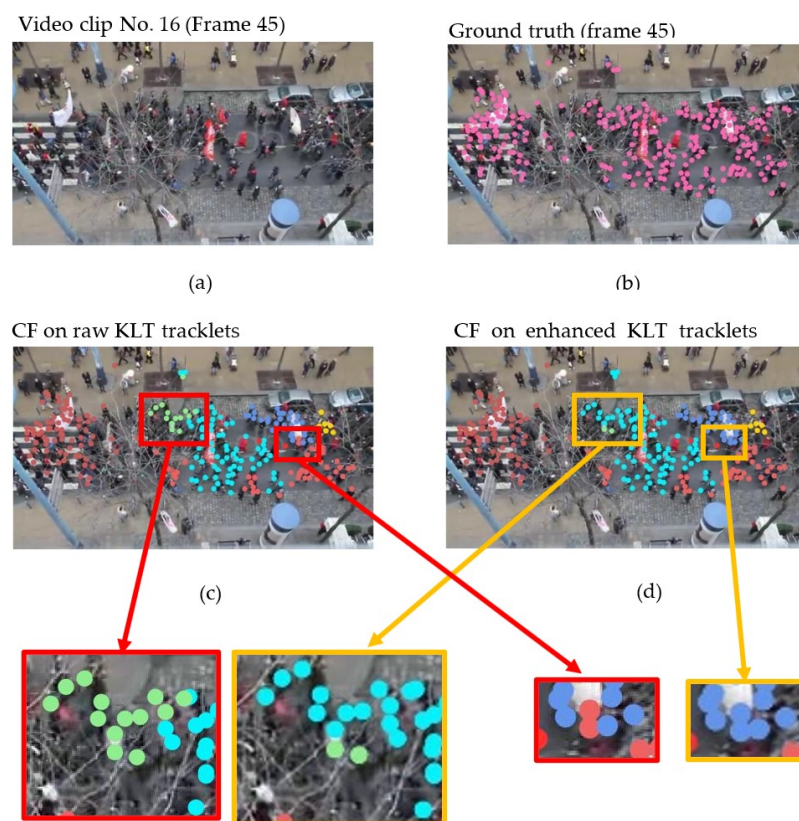 Video clip No. 16 (Frame 45)
Ground truth (frame 45)
(a)
(b)
CF on raw KLT tracklets
CF on enhanced KLT tracklets
(c)
(d)